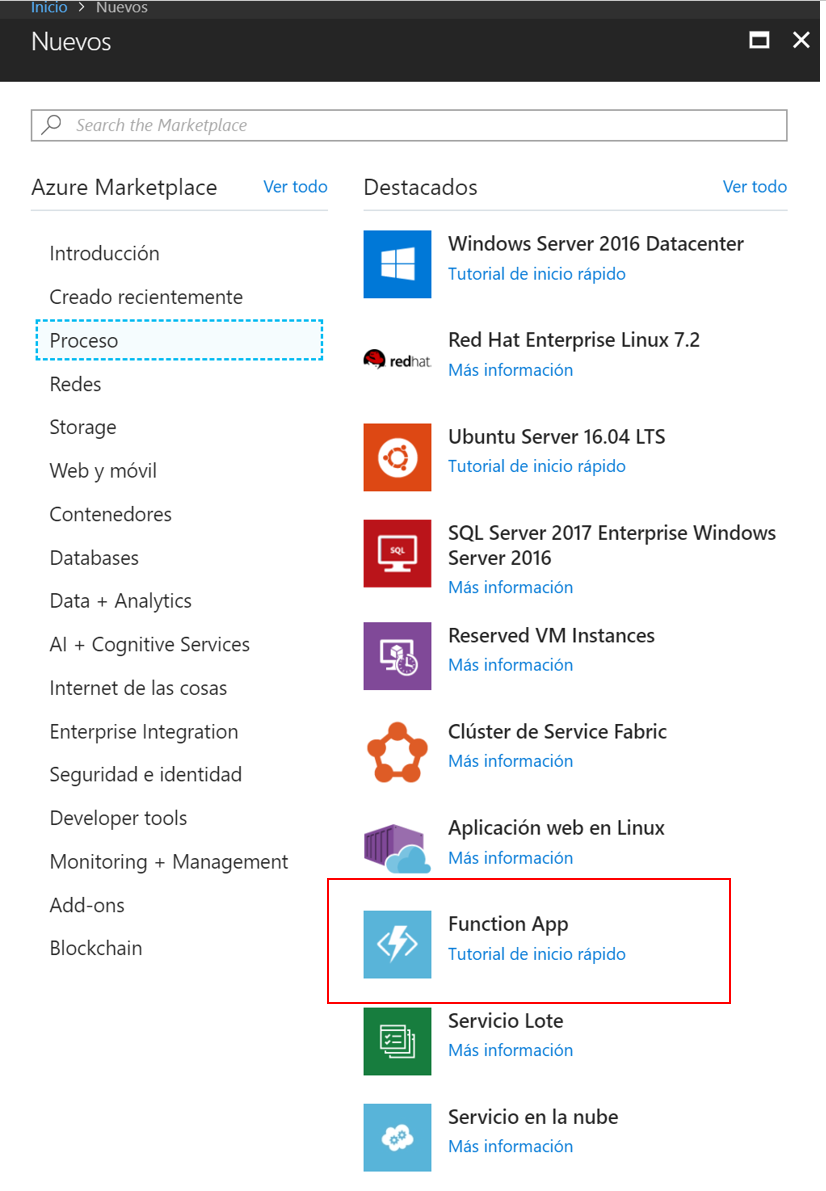 Inicio > Nuevos
Nuevos
Search the Marketplace
Azure Marketplace
Ver todo
Introducción
Creado recientemente
Proceso
Redes
Storage
Web y móvil
Contenedores
Databases
Data + Analytics
AI + Cognitive Services
Internet de las cosas
Enterprise Integration
Seguridad e identidad
Developer tools
Monitoring + Management
Add-ons
Blockchain
Destacados
Ver todo
Windows Server 2016 Datacenter
Tutorial de inicio rápido
redhat.
Red Hat Enterprise Linux 7.2
Más información
Ubuntu Server 16.04 LTS
Tutorial de inicio rápido
SQL
SQL Server 2017 Enterprise Windows
Server 2016
Más información
Reserved VM Instances
Más información
Clúster de Service Fabric
Más información
Aplicación web en Linux
Más información
Function App
Tutorial de inicio rápido
Servicio Lote
Más información
Servicio en la nube
Más información